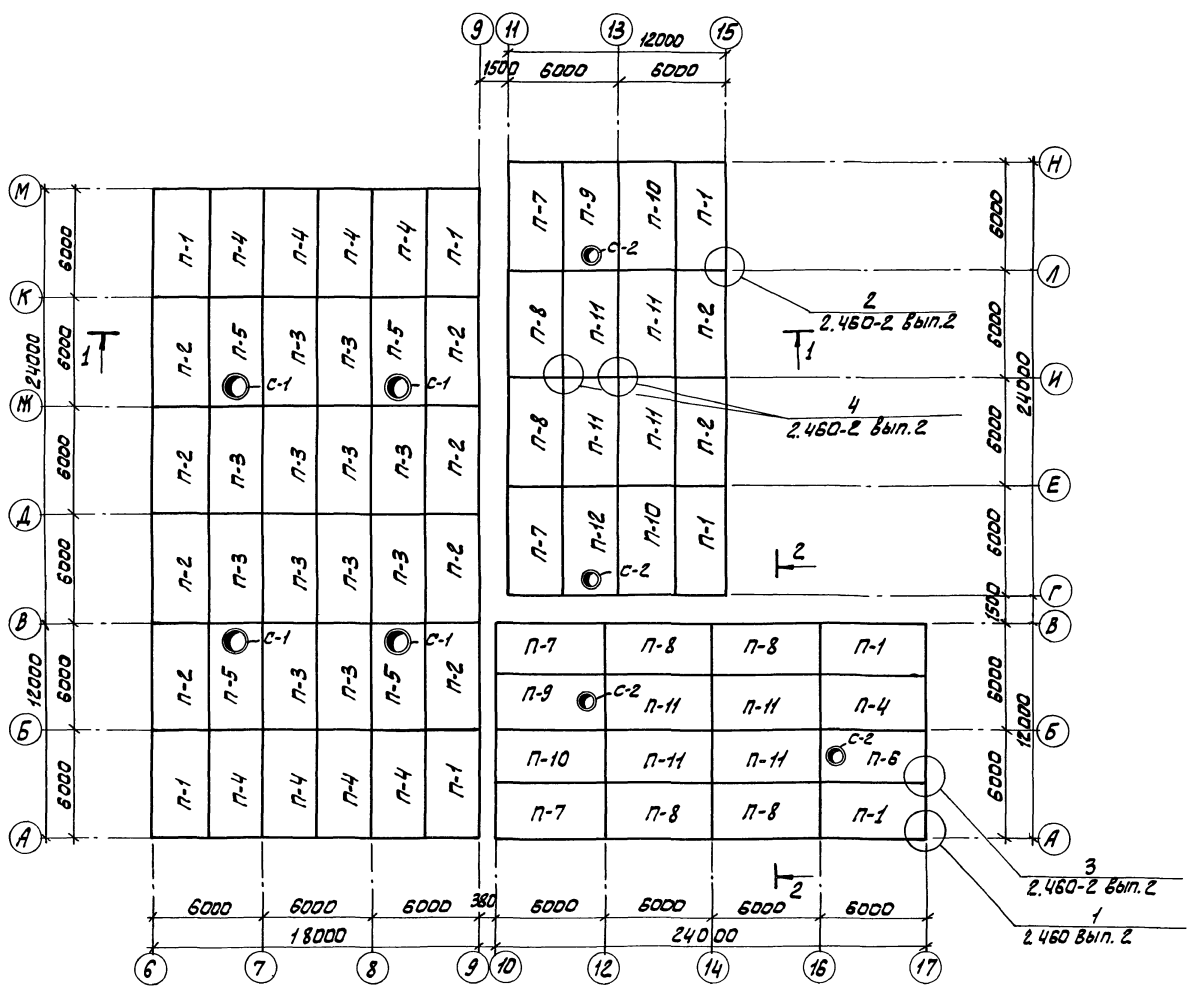 9 11 13 15
12000
1500 6000 6000
М Н
П-7 П-9 П-10 П-1
С-2
6000 П-1 П-4 П-4 П-4 П-4 П-1 6000
К Л
2
2.460-2 Вып.2
П-8 П-11 П-11 П-2
1 6000 П-2 П-5 П-3 П-3 П-5 П-2 1 6000
С-1 С-1
24000 24000
Ж И
4
2.460-2 Вып.2
П-8 П-11 П-11 П-2
6000 П-2 П-3 П-3 П-3 П-3 П-2 6000
Д Е
П-7 П-12 П-10 П-1
С-2
2
6000 П-2 П-3 П-3 П-3 П-3 П-2 6000
Г
1500
В В
С-1 С-1
П-7 П-8 П-8 П-1
12000 6000 П-2 П-5 П-3 П-3 П-5 П-2 6000 12000
П-9 С-2 П-11 П-11 П-4
Б Б
С-2
П-10 П-11 П-11 П-6
6000 П-1 П-4 П-4 П-4 П-4 П-1 6000
П-7 П-8 П-8 П-1
А А
3
2.460-2 Вып.2
2
6000 6000 6000 380 6000 6000 6000 6000
1
2.460 Вып.2
18000 24000
6 7 8 9 10 12 14 16 17